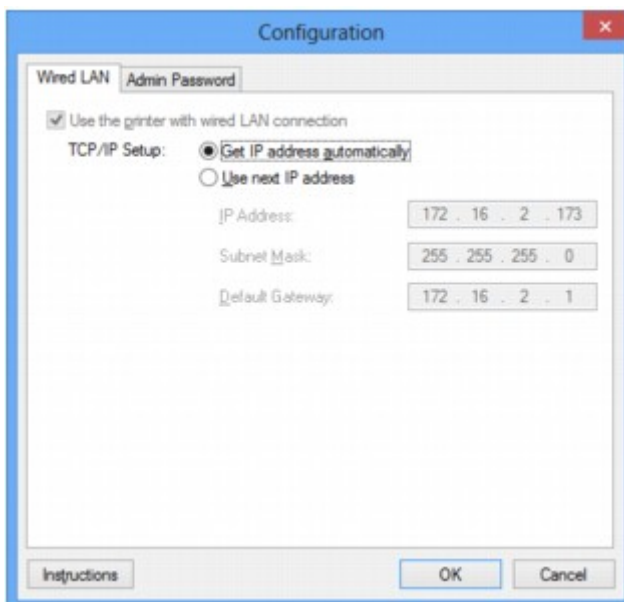 Configuration
Wired LAN Admin Password
Use the printer with wired LAN connection
TCP/IP Setup: Get IP address automatically
Use next IP address
IP Address: 172 . 16 . 2 . 173
Subnet Mask: 255 . 255 . 255 . 0
Default Gateway: 172 . 16 . 2 . 1
Instructions OK Cancel